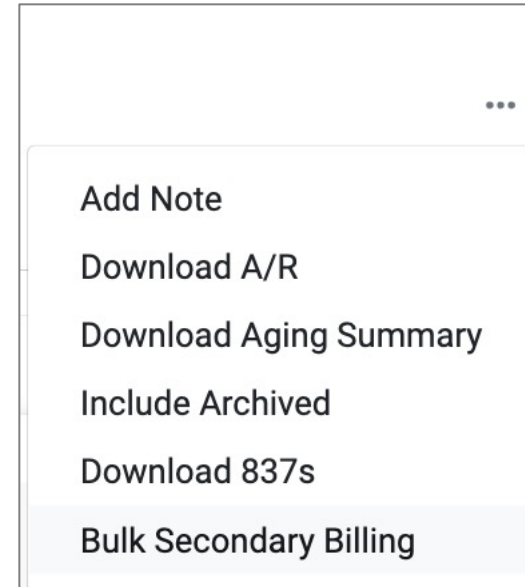 Add Note
Download A/R
Download Aging Summary
Include Archived
Download 837s
Bulk Secondary Billing